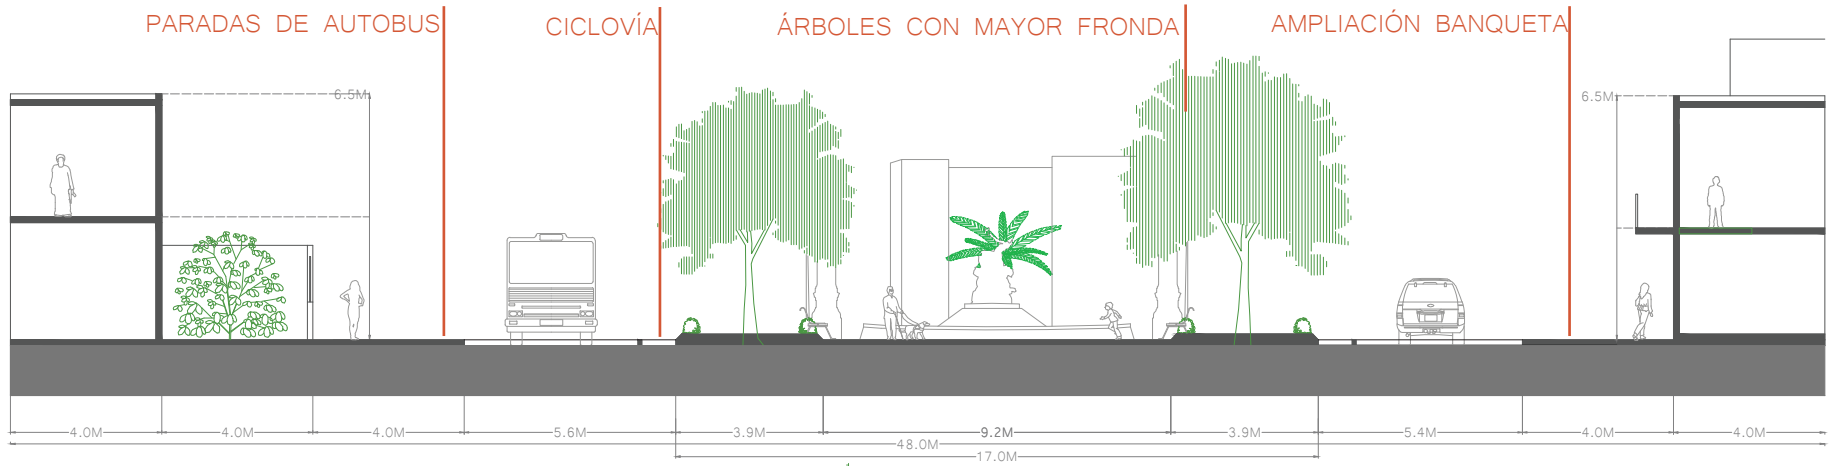 PARADAS DE AUTOBUS
CICLOVÍA
ÁRBOLES CON MAYOR FRONDA
AMPLIACIÓN BANQUETA
6.5M
6.5M
4.0M
4.0M
4.0M
5.6M
3.9M
9.2M
3.9M
5.4M
4.0M
4.0M
48.0M
17.0M